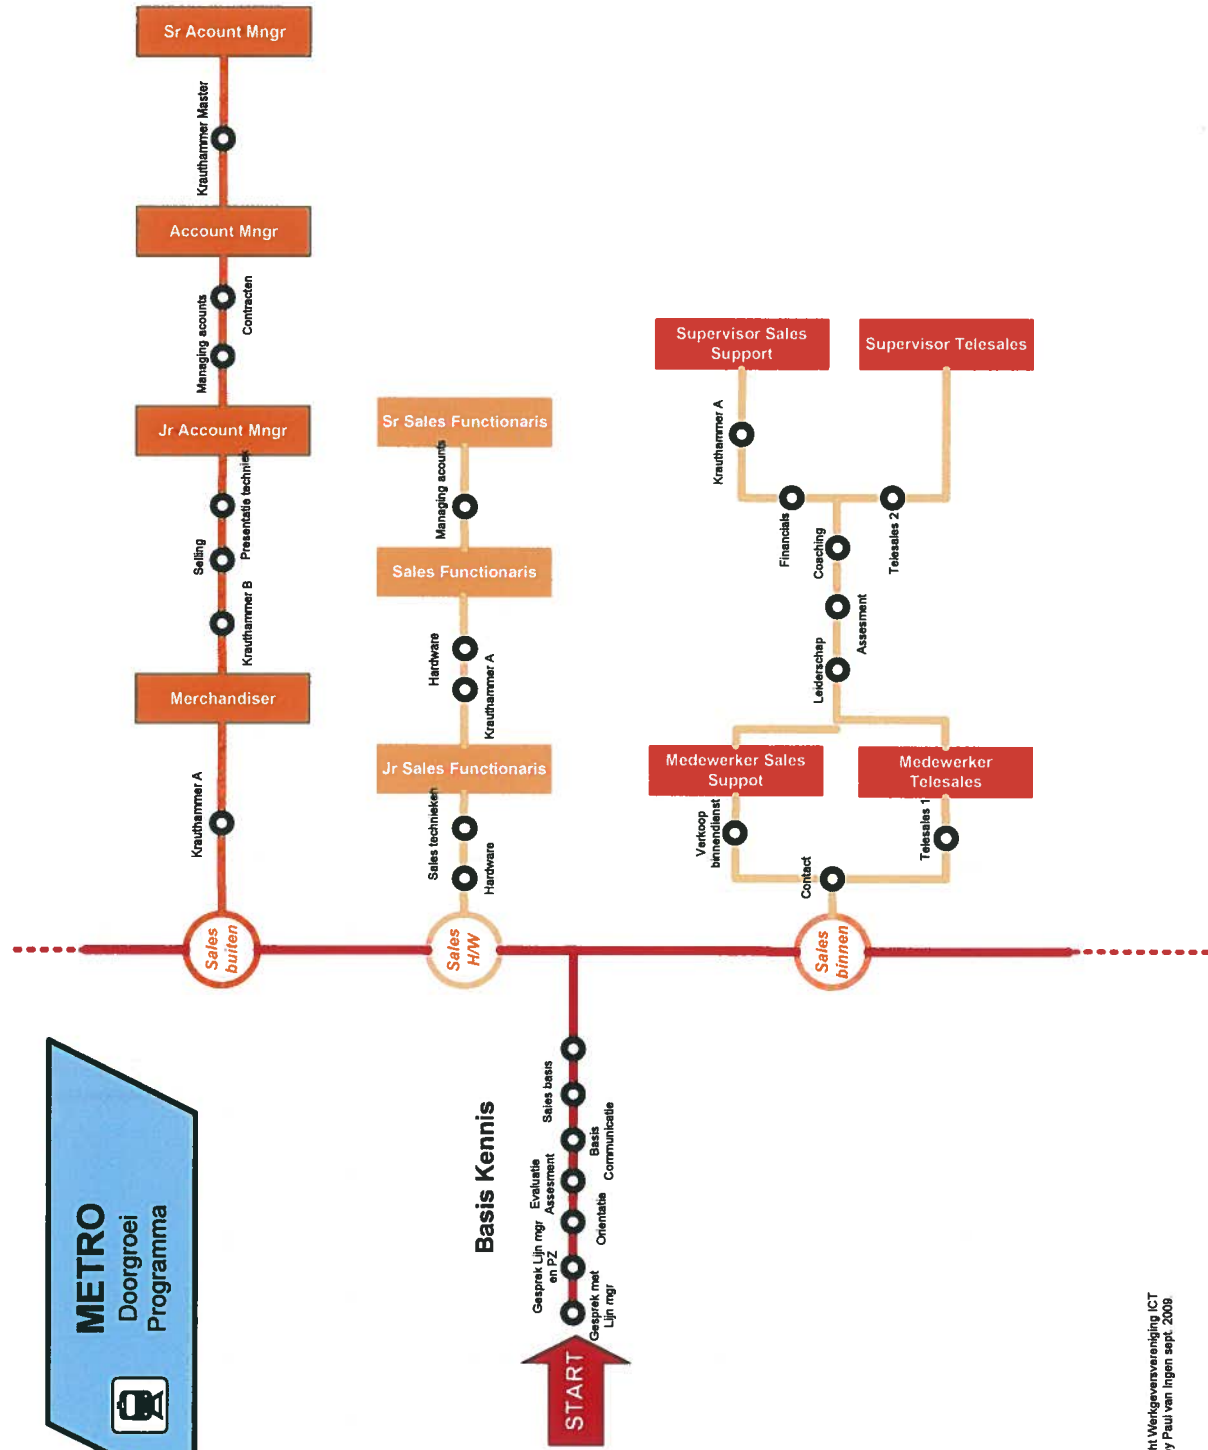 Sr Acount Mngr
Krauthammer Master
Account Mngr
Managing acounts
Contracten
Jr Account Mngr
Presentatie techniek
Selling
Krauthammer B
Merchandiser
Krauthammer A
Sales
buiten
Sr Sales Functionaris
Managing acounts
Sales Functionaris
Hardware
Krauthammer A
Jr Sales Functionaris
Sales technieken
Hardware
Sales
H/W
Supervisor Sales
Support
Supervisor Telesales
Krauthammer A
Financials
Telesales 2
Coaching
Assesment
Leiderschap
Medewerker Sales
Suppot
Medewerker
Telesales
Verkoop
binnendienst
Telesales 1
Contact
Sales
binnen
METRO
Doorgroei
Programma
Basis Kennis
Sales basis
Basis
Communicatie
Evaluatie
Assesment
Orientatie
Gesprek Lijn mgr
en PZ
Gesprek met
Lijn mgr
START
ht Werkgeversvereniging ICT
y Paul van Ingen sept. 2009